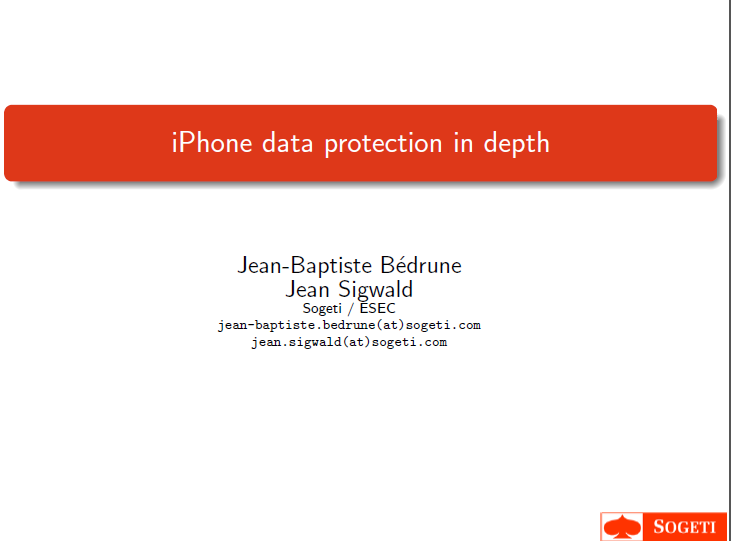 iPhone data protection in depth
Jean-Baptiste Bédrune
Jean Sigwald
Sogeti / ESEC
jean-baptiste.bedrune(at)sogeti.com
jean.sigwald(at)sogeti.com
SOGETI